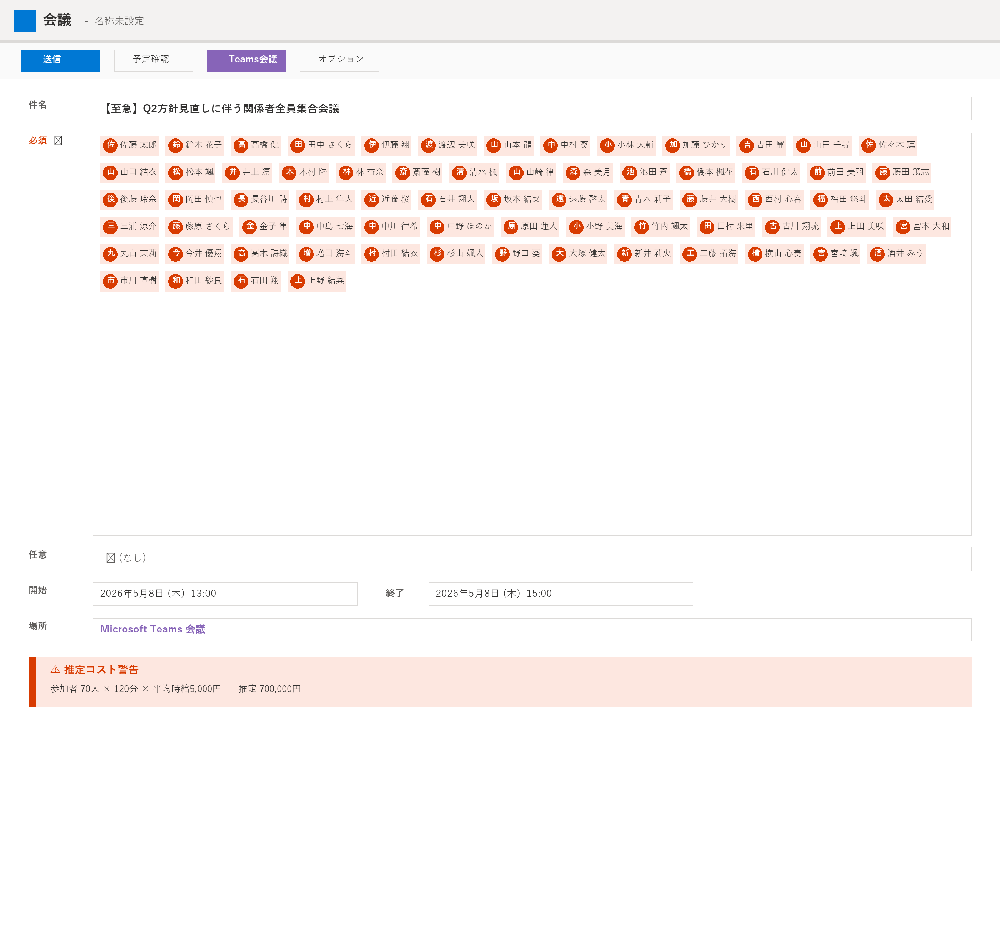 会議 - 名称未設定
送信 予定確認 Teams会議 オプション
件名 【至急】Q2方針見直しに伴う関係者全員集合会議
必須
佐 佐藤 太郎 鈴 鈴木 花子 高 高橋 健 田 田中 さくら 伊 伊藤 翔 渡 渡辺 美咲 山 山本 龍 中 中村 葵 小 小林 大輔 加 加藤 ひかり 吉 吉田 翼 山 山田 千尋 佐 佐々木 蓮
山 山口 結衣 松 松本 颯 井 井上 凛 木 木村 陸 林 林 杏奈 斎 斎藤 樹 清 清水 楓 山 山崎 律 森 森 美月 池 池田 蒼 橋 橋本 楓花 石 石川 健太 前 前田 美羽 藤 藤田 篤志
後 後藤 玲奈 岡 岡田 慎也 長 長谷川 詩 村 村上 隼人 近 近藤 桜 石 石井 翔太 坂 坂本 結菜 遠 遠藤 啓太 青 青木 莉子 藤 藤井 大樹 西 西村 心春 福 福田 悠斗 太 太田 結愛
三 三浦 涼介 藤 藤原 さくら 金 金子 隼 中 中島 七海 中 中川 律希 中 中野 ほのか 原 原田 蓮人 小 小野 美海 竹 竹内 颯太 田 田村 朱里 古 古川 翔琉 上 上田 美咲 宮 宮本 大和
丸 丸山 茉莉 今 今井 優翔 高 高木 詩織 増 増田 海斗 村 村田 結衣 杉 杉山 颯人 野 野口 葵 大 大塚 健太 新 新井 莉央 工 工藤 拓海 横 横山 心奏 宮 宮崎 颯 酒 酒井 みう
市 市川 直樹 和 和田 紗良 石 石田 翔 上 上野 結菜
任意 (なし)
開始 2026年5月8日 (木) 13:00 終了 2026年5月8日 (木) 15:00
場所 Microsoft Teams 会議
⚠ 推定コスト警告
参加者 70人 × 120分 × 平均時給5,000円 = 推定 700,000円